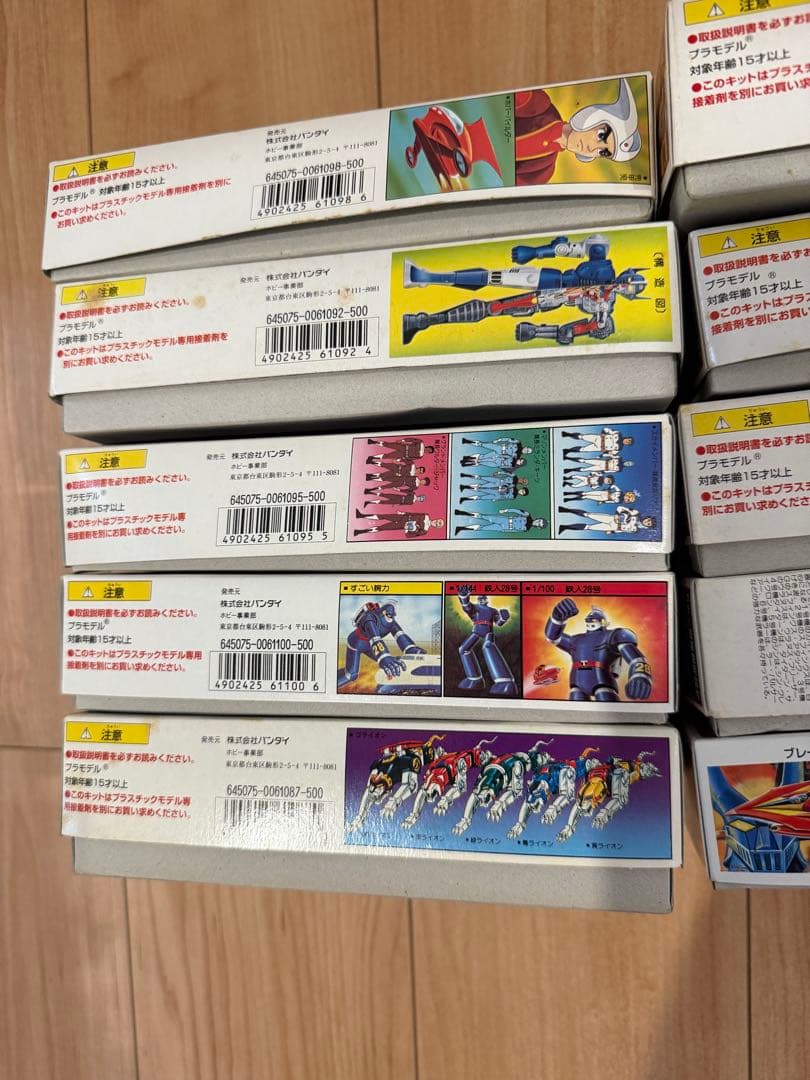 注意
●取扱説明書を必ずお読みください。
プラモデル® 対象年齢15才以上
●このキットはプラスチックモデル専用接着剤を別に
お買い求めください。
発売元
株式会社バンダイ
ホビー事業部
東京都台東区駒形2-5-4 〒111-8081
645075-0061098-500
4902425 61098 6
注意
●取扱説明書を必ずお読みください。
プラモデル®
対象年齢15才以上
●このキットはプラスチックモデル専用接着剤を
別にお買い求めください。
発売元 株式会社バンダイ
ホビー事業部
東京都台東区駒形2-5-4 〒111-8081
645075-0061092-500
4902425 61092 4
(構造図)
注意
●取扱説明書を必ずお読みください。
プラモデル®
対象年齢15才以上
●このキットはプラスチックモデル専
用接着剤を別にお買い求めください。
発売元 株式会社バンダイ
ホビー事業部
東京都台東区駒形2-5-4 〒111-8081
645075-0061095-500
4902425 61095 5
注意
●取扱説明書を必ずお読みください。
プラモデル®
対象年齢15才以上
●このキットはプラスチックモデル専用
接着剤を別にお買い求めください。
発売元
株式会社バンダイ
ホビー事業部
東京都台東区駒形2-5-4 〒111-8081
645075-0061100-500
4902425 61100 6
■すごい腕力
■1/144 鉄人28号
■1/100 鉄人28号
28
28
注意
●取扱説明書を必ずお読みください。
プラモデル®
対象年齢15才以上
●このキットはプラスチックモデル専
用接着剤を別にお買い求めください。
発売元 株式会社バンダイ
ホビー事業部
東京都台東区駒形2-5-4 〒111-8081
645075-0061087-500
★緑ライオン
★青ライオン
★黄ライオン
注意
●取扱説明書を必ずお
プラモデル®
対象年齢15才以上
●このキットはプラス
接着剤を別にお買い
注意
●取扱説明書を必ずお読
プラモデル®
対象年齢15才以上
●このキットはプラスチ
接着剤を別にお買い求
注意
●取扱説明書を必ずお読
プラモデル®
対象年齢15才以上
●このキットはプラスチ
別にお買い求めくださ
ブレイ